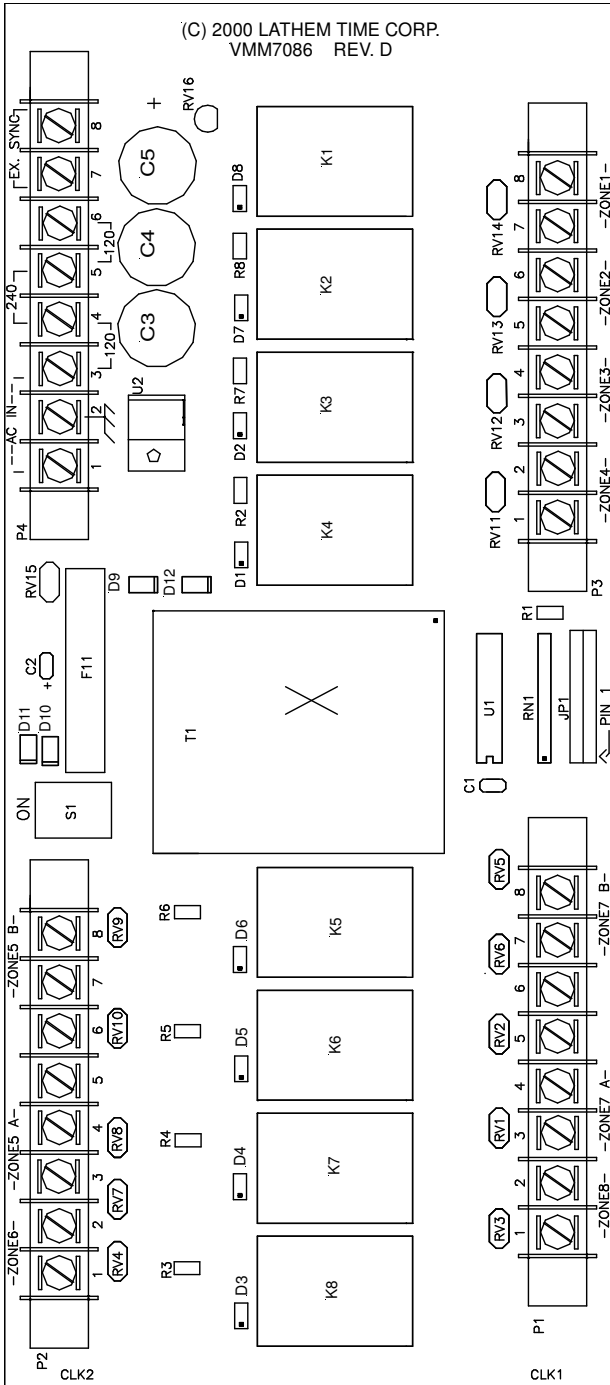 (C) 2000 LATHEM TIME CORP.
VMM7086 REV. D
RV16
+
EX. SYNC
8
7
6
5
4
3
2
1
120
240
120
--AC IN---
P4
C5
C4
C3
U2
D8
R8
D7
R7
D2
R2
D1
K1
K2
K3
K4
RV14
RV13
RV12
RV11
8
7
6
5
4
3
2
1
-ZONE1-
-ZONE2-
-ZONE3-
-ZONE4-
P3
RV15
D9
D12
C2
+
F11
D11
D10
ON
S1
T1
R1
U1
RN1
JP1
PIN 1
C1
-ZONE5 B-
-ZONE5 A-
-ZONE6-
8
7
6
5
4
3
2
1
RV9
RV10
RV8
RV7
RV4
P2
CLK2
R6
R5
R4
R3
D6
D5
D4
D3
K5
K6
K7
K8
RV5
RV6
RV2
RV1
RV3
8
7
6
5
4
3
2
1
-ZONE7 B-
-ZONE7 A-
-ZONE8-
P1
CLK1